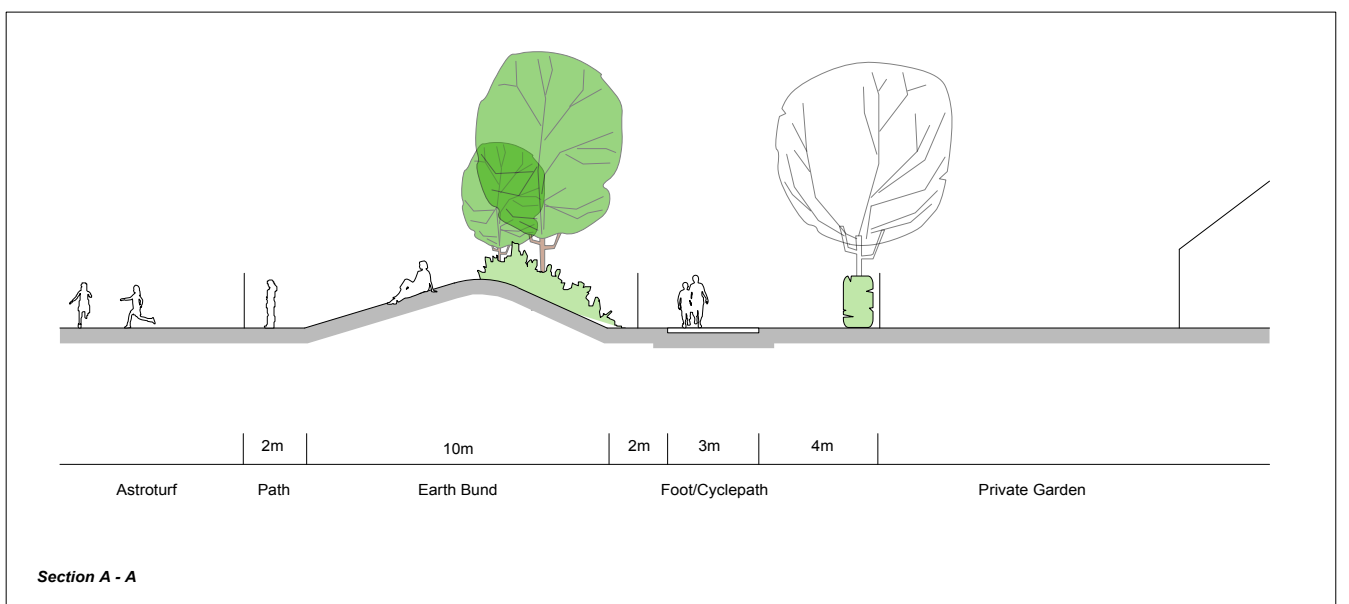 2m
10m
2m
3m
4m
Astroturf
Path
Earth Bund
Foot/Cyclepath
Private Garden
Section A - A